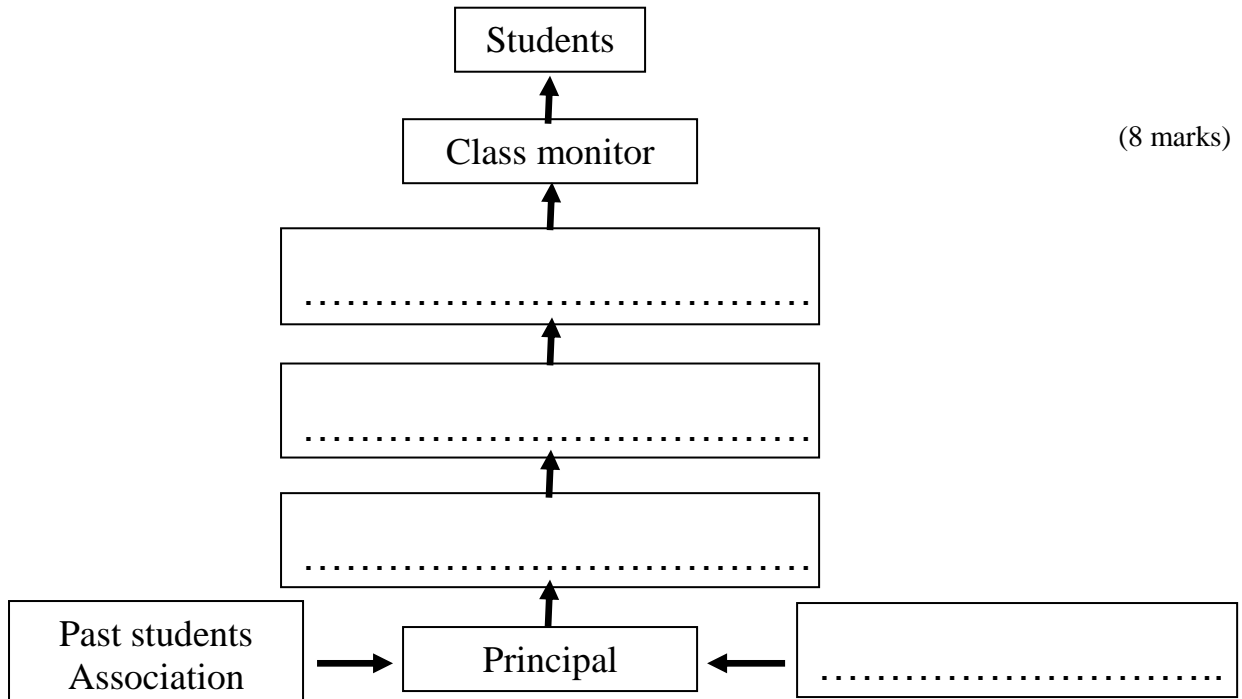 Students
Class monitor
(8 marks)
....................................
....................................
....................................
Past students
Association
Principal
.............................